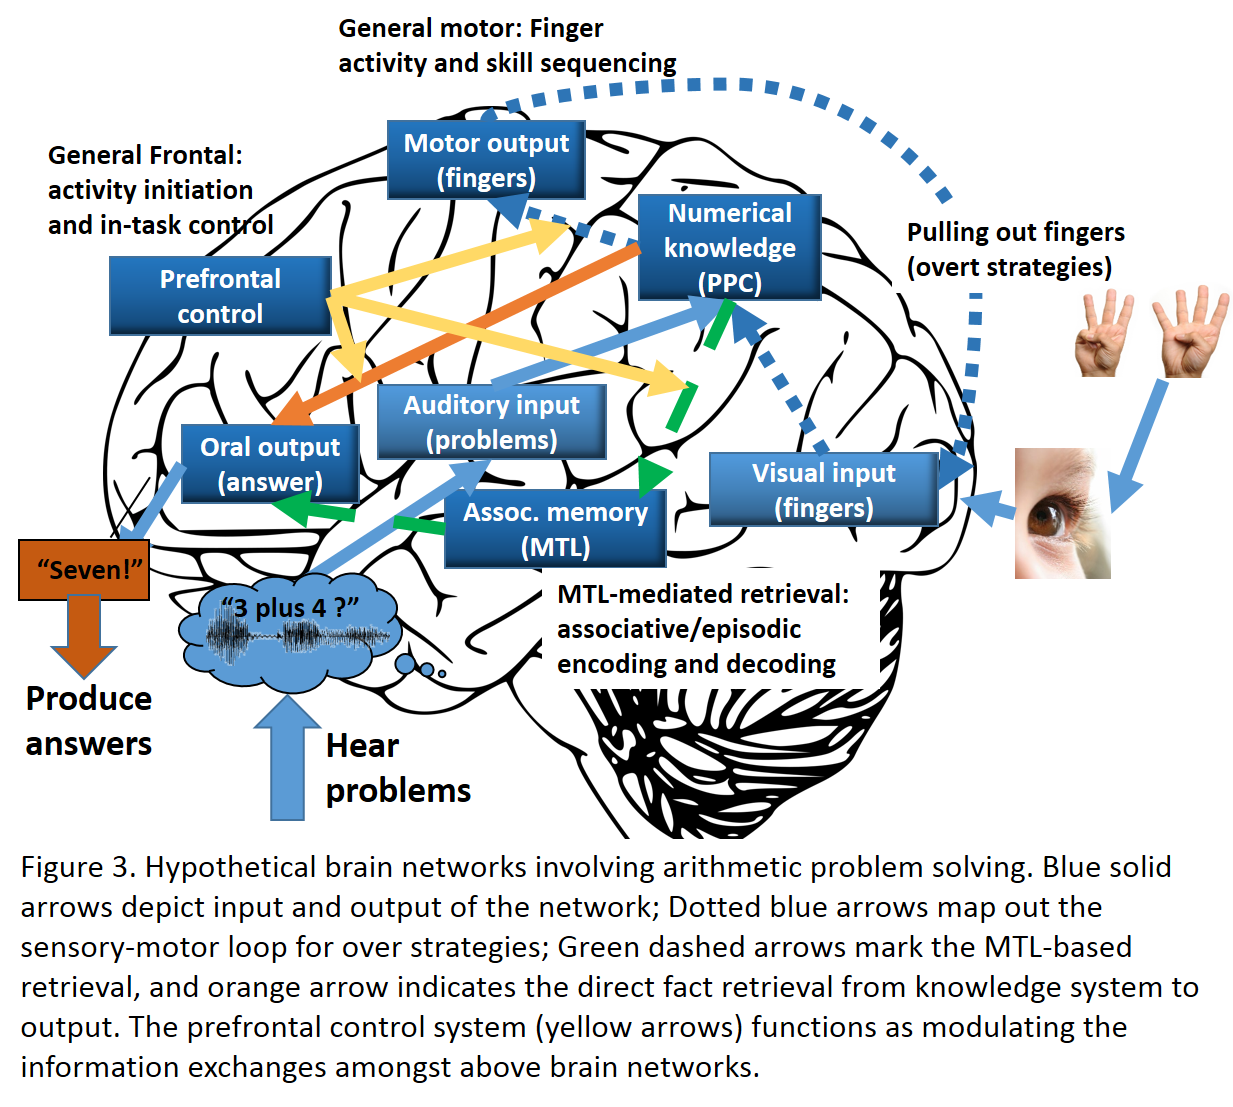 General motor: Finger
activity and skill sequencing
General Frontal:
activity initiation
and in-task control
Motor output
(fingers)
Numerical
knowledge
(PPC)
Pulling out fingers
(overt strategies)
Prefrontal
control
Auditory input
(problems)
Oral output
(answer)
Visual input
(fingers)
Assoc. memory
(MTL)
"Seven!"
"3 plus 4 ?"
MTL-mediated retrieval:
associative/episodic
encoding and decoding
Produce
answers
Hear
problems
Figure 3. Hypothetical brain networks involving arithmetic problem solving. Blue solid
arrows depict input and output of the network; Dotted blue arrows map out the
sensory-motor loop for over strategies; Green dashed arrows mark the MTL-based
retrieval, and orange arrow indicates the direct fact retrieval from knowledge system to
output. The prefrontal control system (yellow arrows) functions as modulating the
information exchanges amongst above brain networks.